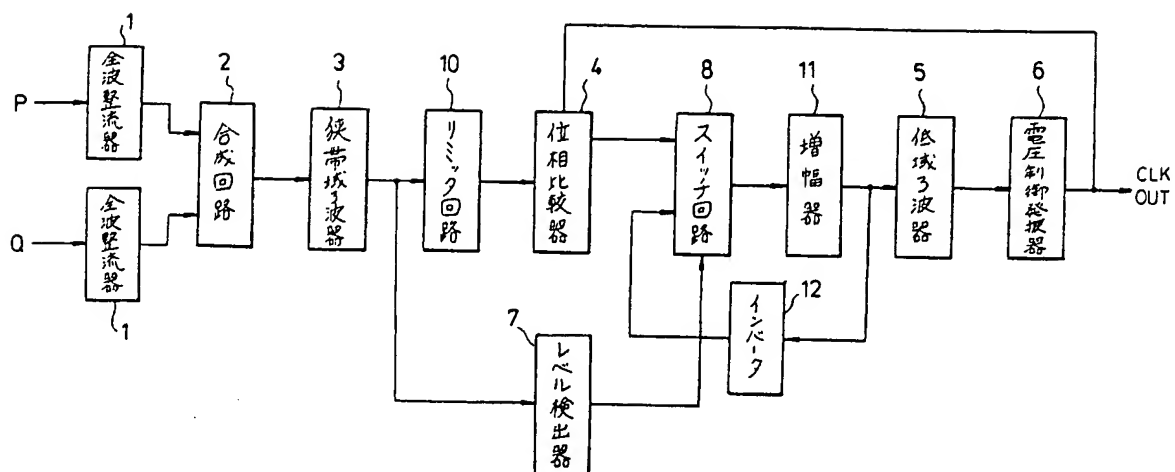 1
全波整流器
P
2
合成回路
3
狭帯域ろ波器
10
リミッタ回路
4
位相比較器
8
スイッチ回路
11
増幅器
5
低域ろ波器
6
電圧制御発振器
CLK
OUT
Q
全波整流器
1
7
レベル検出器
インバータ
12